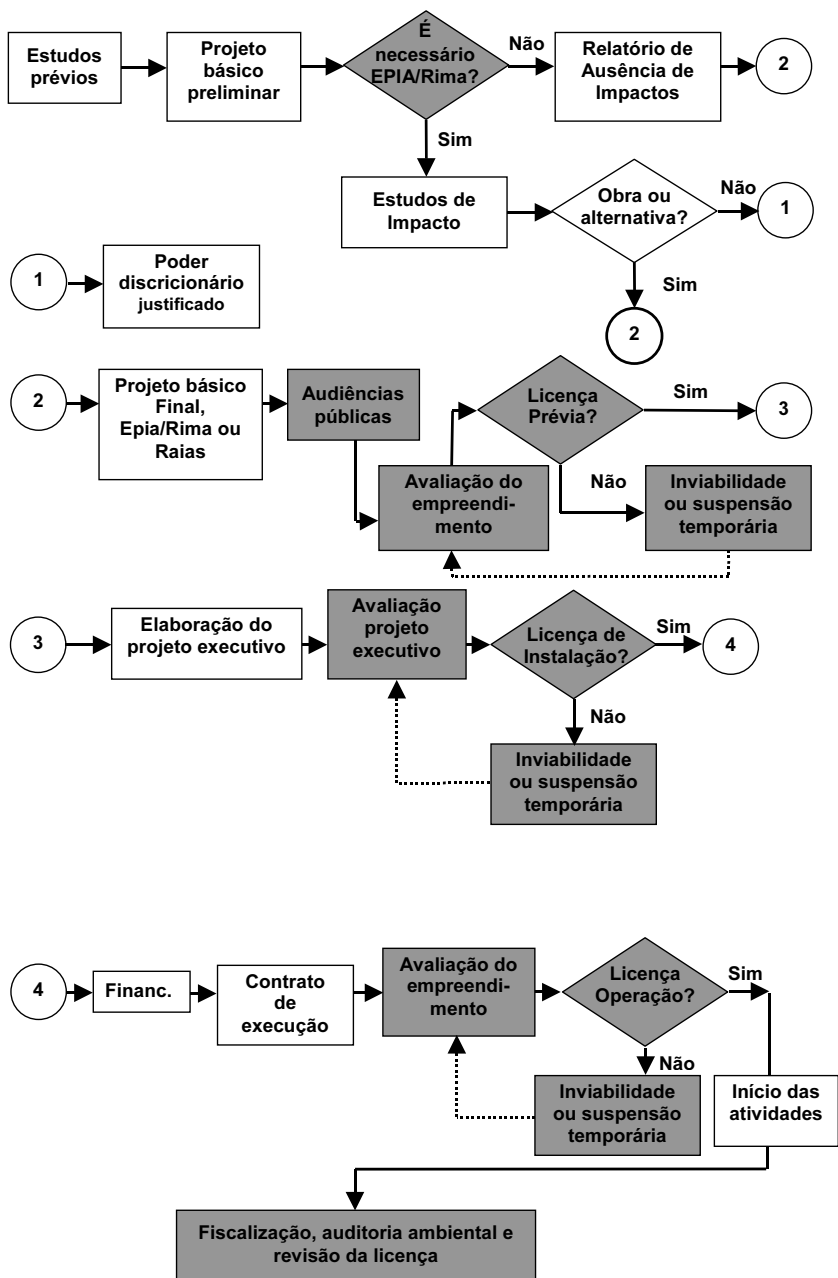 Estudos
prévios
Projeto
básico
preliminar
É
necessário
EPIA/Rima?
Não
Relatório de
Ausência de
Impactos
2
Sim
Estudos de
Impacto
Obra ou
alternativa?
Não
1
Sim
2
1
Poder
discricionário
justificado
2
Projeto básico
Final,
Epia/Rima ou
Raias
Audiências
públicas
Avaliação do
empreendi-
mento
Licença
Prévia?
Sim
3
Não
Inviabilidade
ou suspensão
temporária
3
Elaboração do
projeto executivo
Avaliação
projeto
executivo
Licença de
Instalação?
Sim
4
Não
Inviabilidade
ou suspensão
temporária
4
Financ.
Contrato
de
execução
Avaliação do
empreendi-
mento
Licença
Operação?
Sim
Não
Inviabilidade
ou suspensão
temporária
Início das
atividades
Fiscalização, auditoria ambiental e
revisão da licença